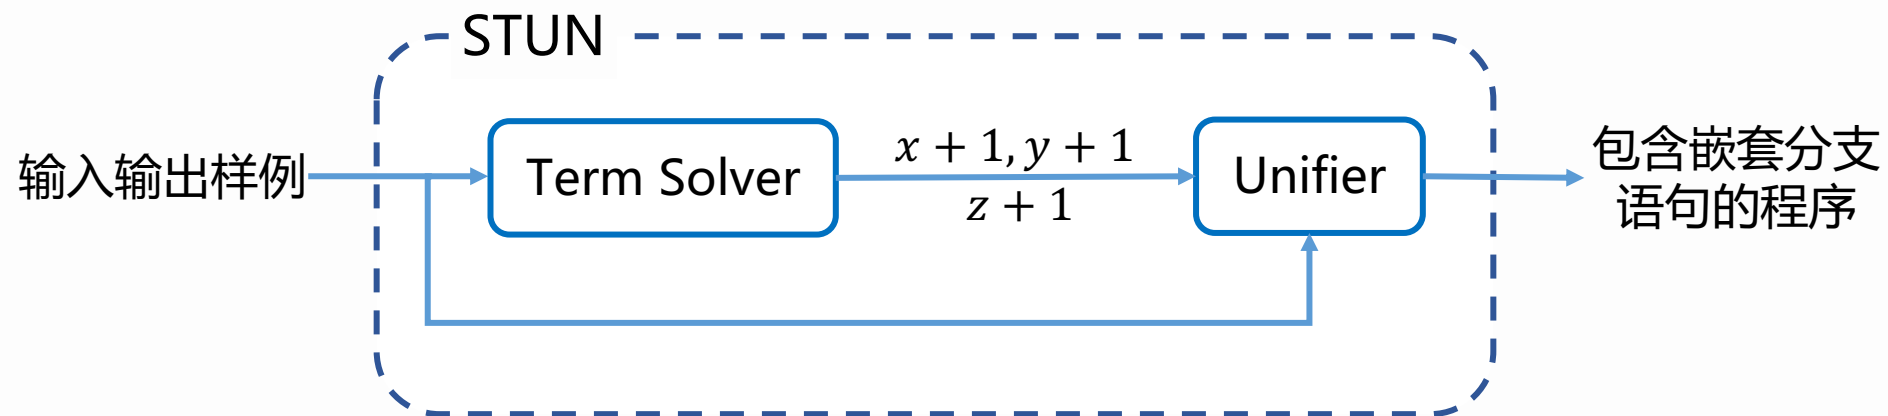 STUN
输入输出样例
Term Solver
x + 1, y + 1
z + 1
Unifier
包含嵌套分支
语句的程序